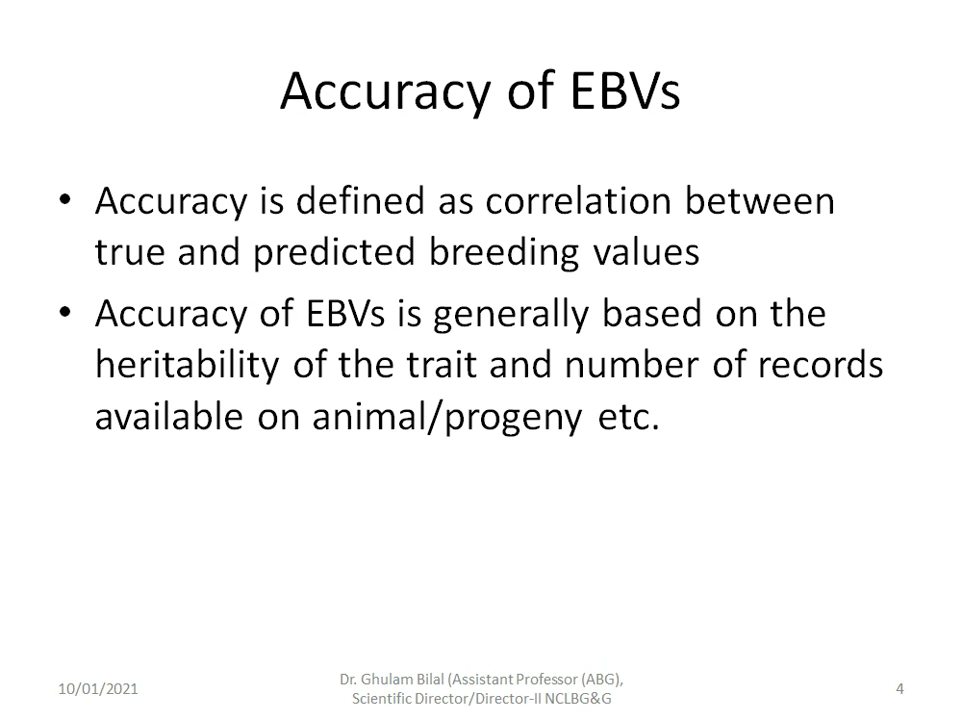 Accuracy of EBVs
• Accuracy is defined as correlation between
true and predicted breeding values
• Accuracy of EBVs is generally based on the
heritability of the trait and number of records
available on animal/progeny etc.
10/01/2021
Dr. Ghulam Bilal (Assistant Professor (ABG),
Scientific Director/Director-II NCLBG&G
4